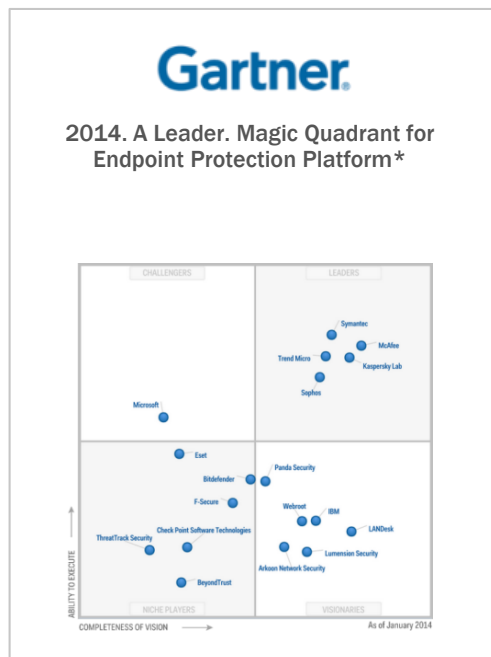 Gartner®
2014. A Leader. Magic Quadrant for
Endpoint Protection Platform*
CHALLENGERS
LEADERS
Symantec
McAfee
Trend Micro
Kaspersky Lab
Sophos
Microsoft
Eset
Bitdefender
Panda Security
F-Secure
Webroot
IBM
LANDesk
Check Point Software Technologies
ThreatTrack Security
Lumension Security
Arkoon Network Security
BeyondTrust
ABILITY TO EXECUTE
NICHE PLAYERS
VISIONARIES
COMPLETENESS OF VISION
As of January 2014